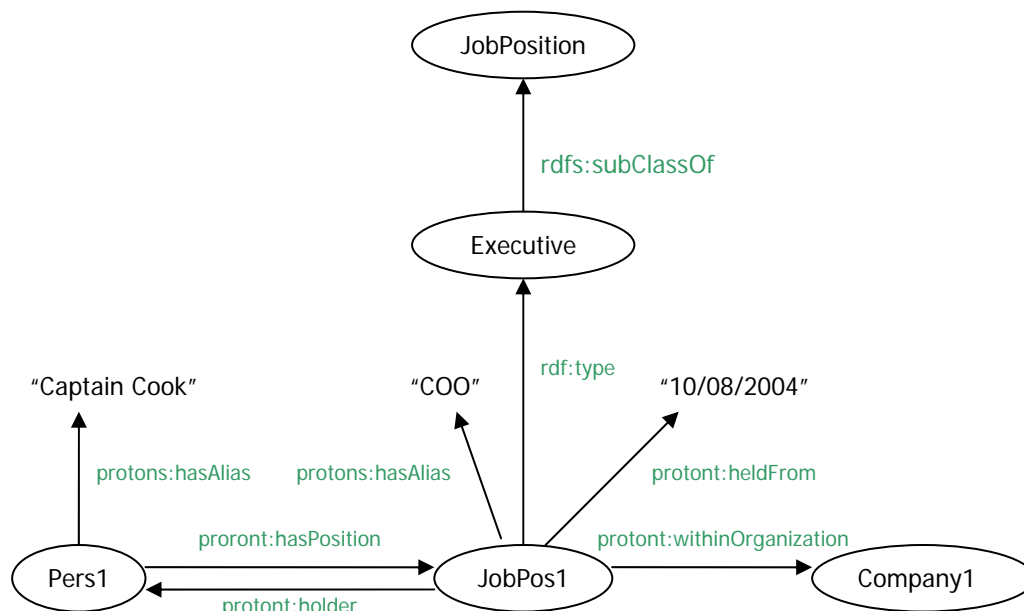 JobPosition
rdfs:subClassOf
Executive
rdf:type
“Captain Cook”
“COO”
“10/08/2004”
protons:hasAlias
protons:hasAlias
protont:heldFrom
proront:hasPosition
protont:withinOrganization
Pers1
JobPos1
Company1
protont:holder